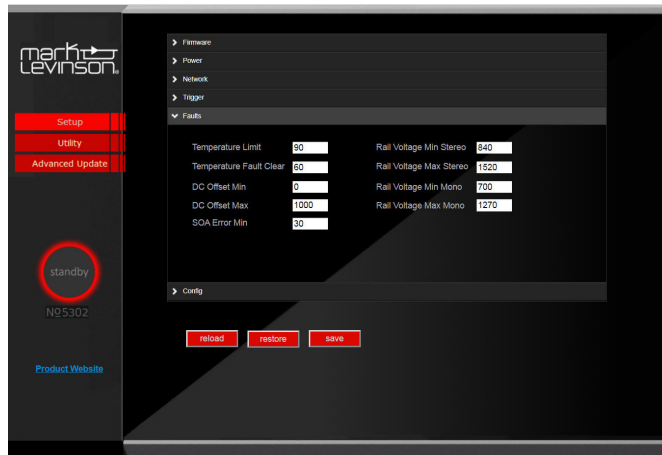 mark
Levinson®
Setup
Utility
Advanced Update
standby
Nº5302
Product Website
Firmware
Power
Network
Trigger
Faults
Temperature Limit 90 Rail Voltage Min Stereo 840
Temperature Fault Clear 60 Rail Voltage Max Stereo 1520
DC Offset Min 0 Rail Voltage Min Mono 700
DC Offset Max 1000 Rail Voltage Max Mono 1270
SOA Error Min 30
Config
reload restore save